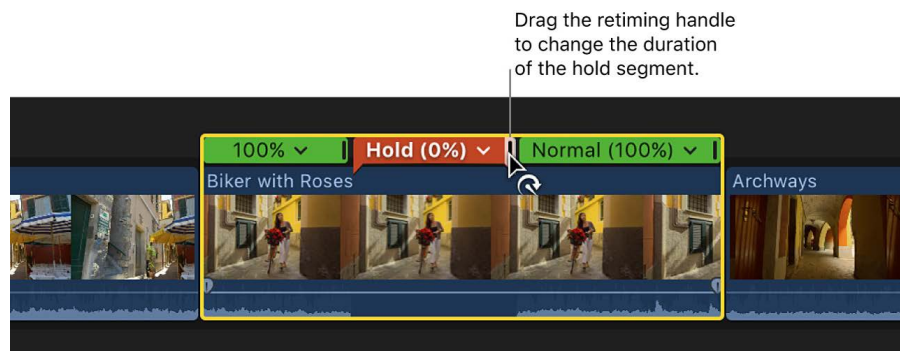 Drag the retiming handle
to change the duration
of the hold segment.
100%
Hold (0%)
Normal (100%)
Biker with Roses
Archways